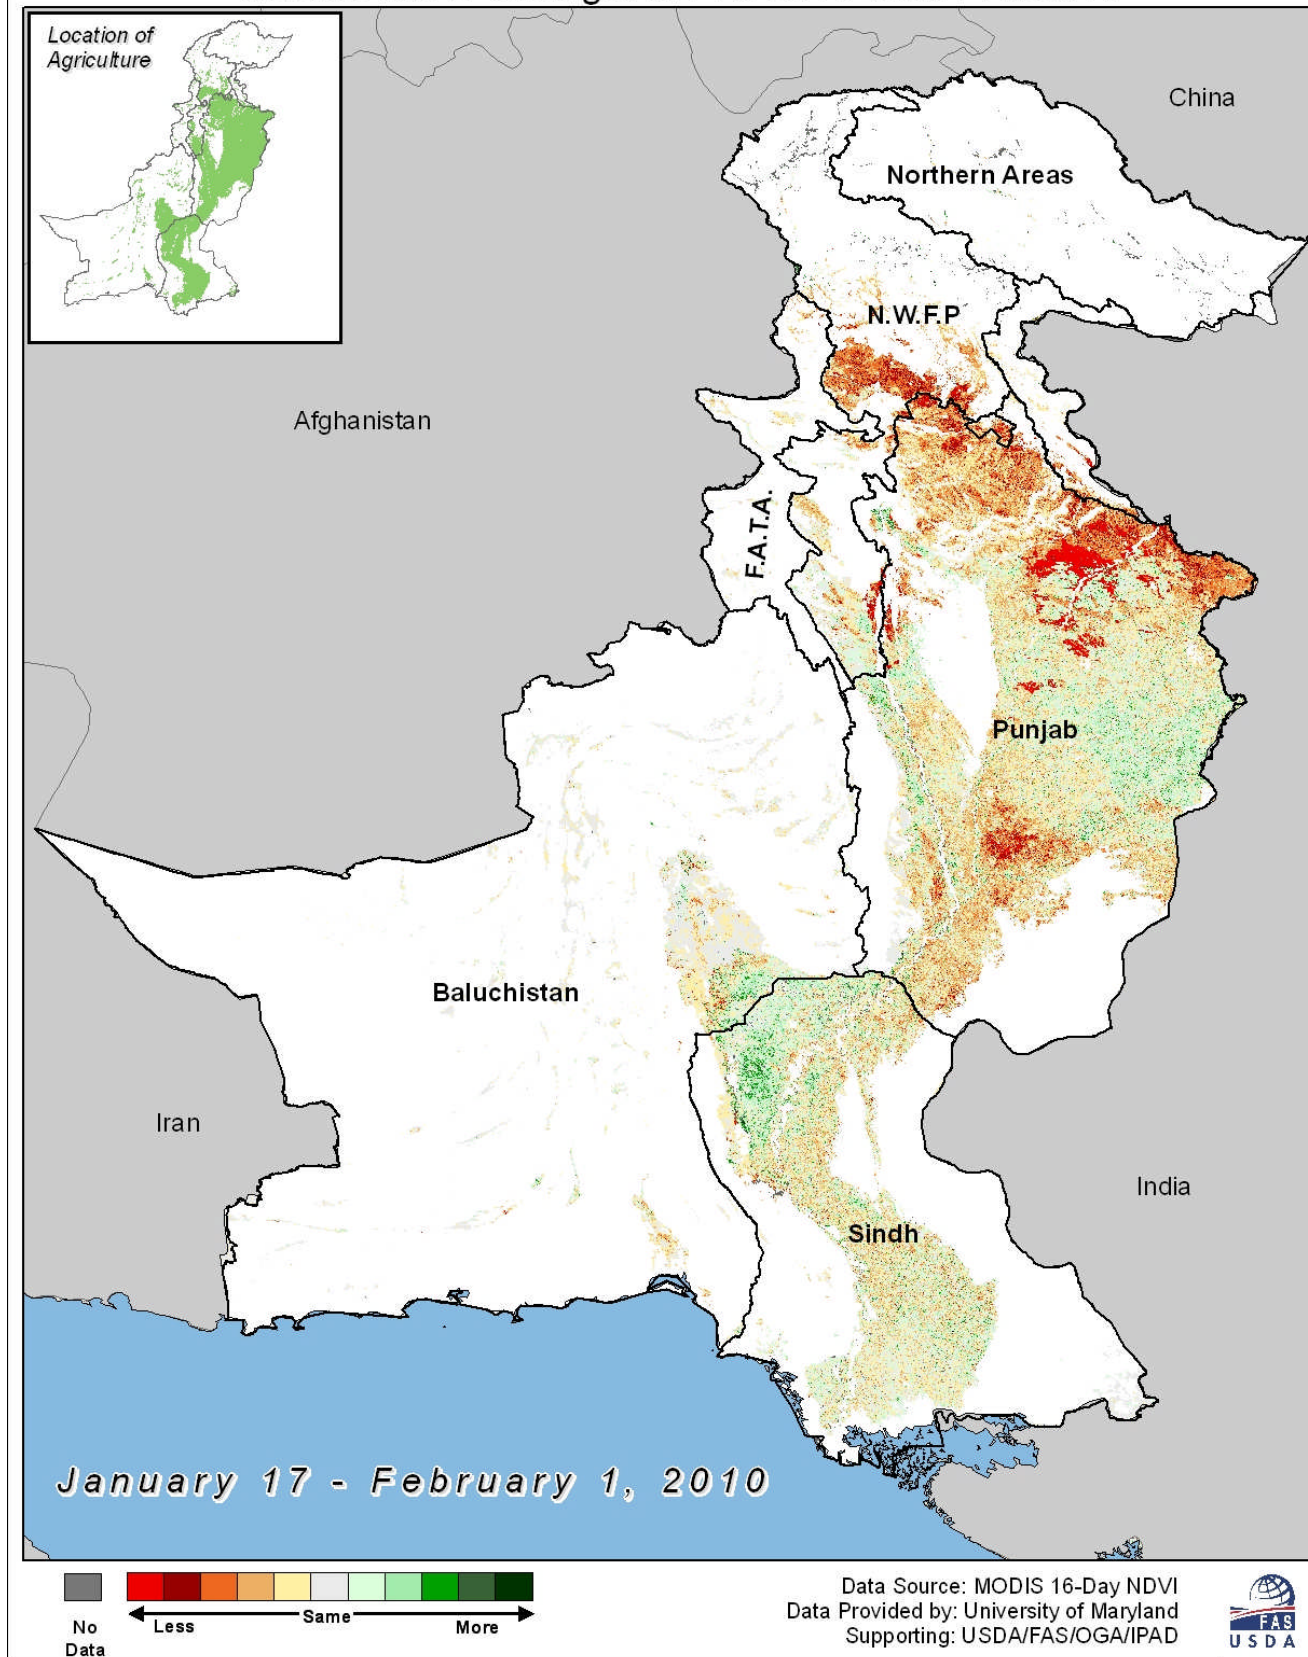 Location of
Agriculture
China
Northern Areas
N.W.F.P
Afghanistan
F.A.T.A.
Punjab
Baluchistan
Iran
India
Sindh
January 17 - February 1, 2010
No
Data
Less
Same
More
Data Source: MODIS 16-Day NDVI
Data Provided by: University of Maryland
Supporting: USDA/FAS/OGA/IPAD
FAS
USDA